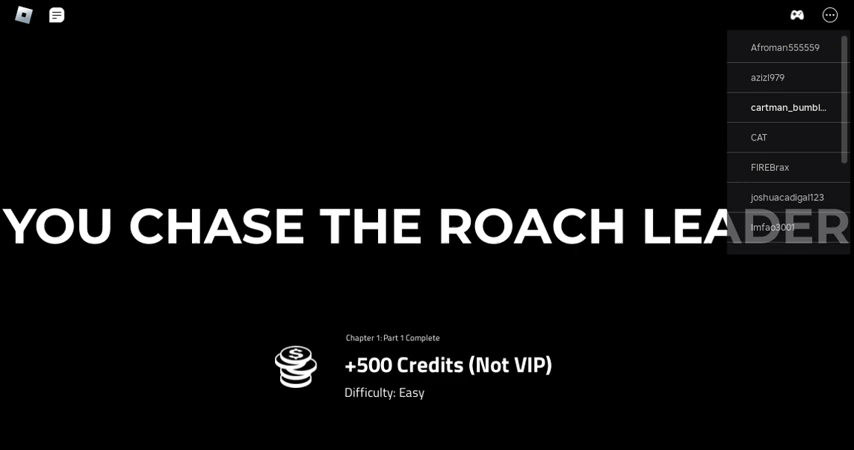 Afroman555559
azizl979
cartman_bumbl...
CAT
FIREBrax
joshuacadigal123
lmfao3001
YOU CHASE THE ROACH LEADER
Chapter 1: Part 1 Complete
+500 Credits (Not VIP)
Difficulty: Easy